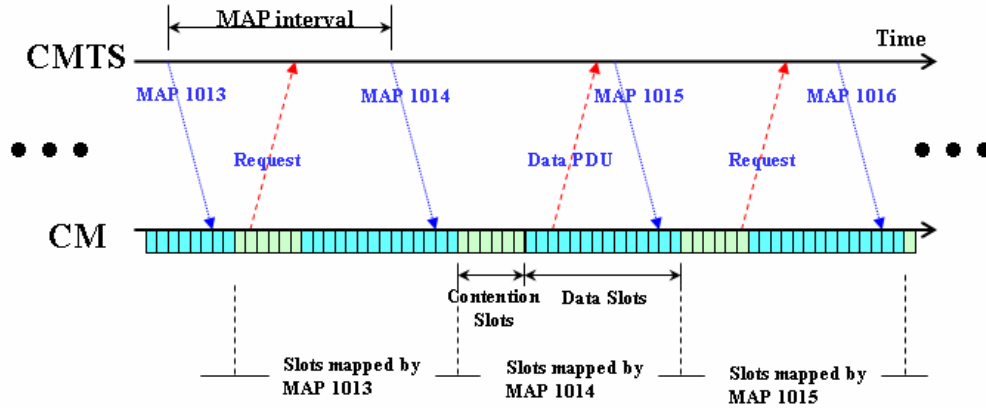 MAP interval
Time
CMTS
MAP 1013
MAP 1014
MAP 1015
MAP 1016
Request
Data PDU
Request
CM
Contention
Slots
Data Slots
Slots mapped by
MAP 1013
Slots mapped by
MAP 1014
Slots mapped by
MAP 1015